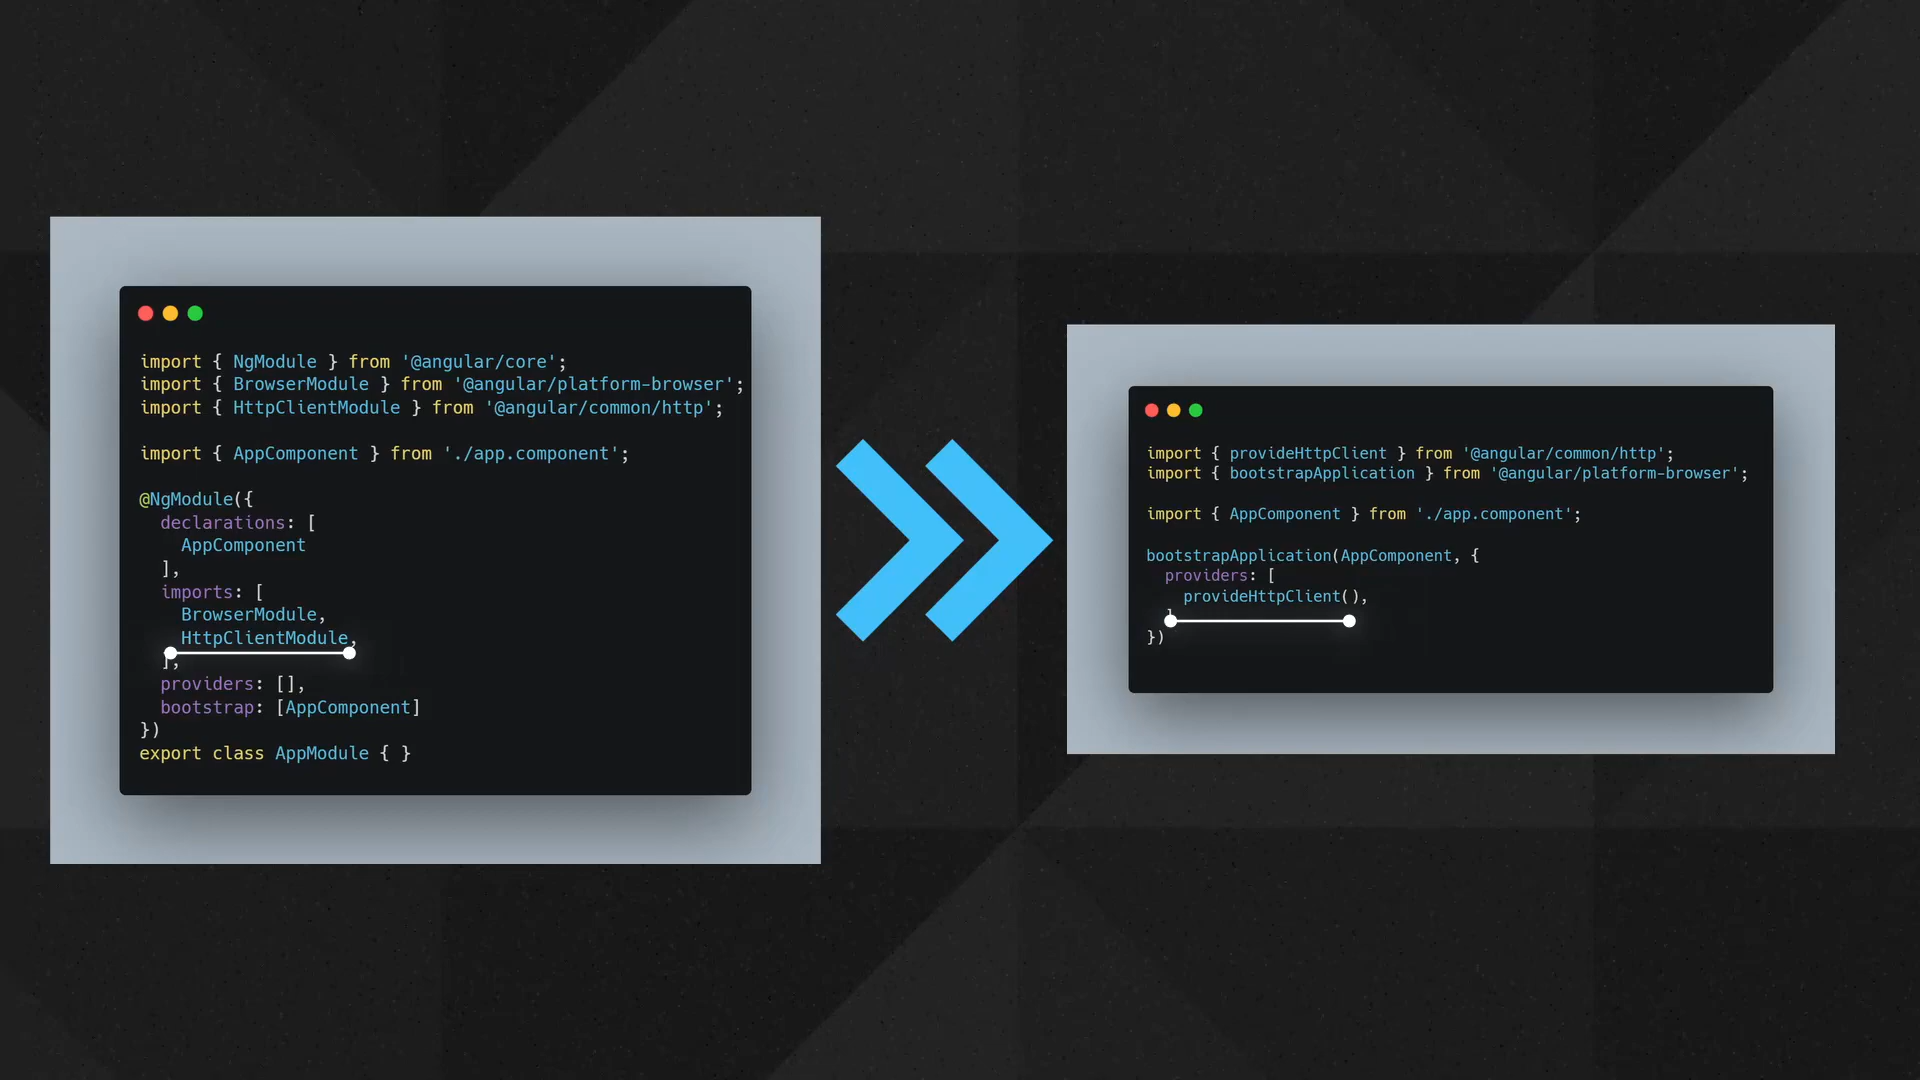 import { NgModule } from '@angular/core';
import { BrowserModule } from '@angular/platform-browser';
import { HttpClientModule } from '@angular/common/http';
import { AppComponent } from './app.component';
@NgModule({
  declarations: [
    AppComponent
  ],
  imports: [
    BrowserModule,
    HttpClientModule,
  ],
  providers: [],
  bootstrap: [AppComponent]
})
export class AppModule { }
import { provideHttpClient } from '@angular/common/http';
import { bootstrapApplication } from '@angular/platform-browser';
import { AppComponent } from './app.component';
bootstrapApplication(AppComponent, {
  providers: [
    provideHttpClient(),
  ]
})